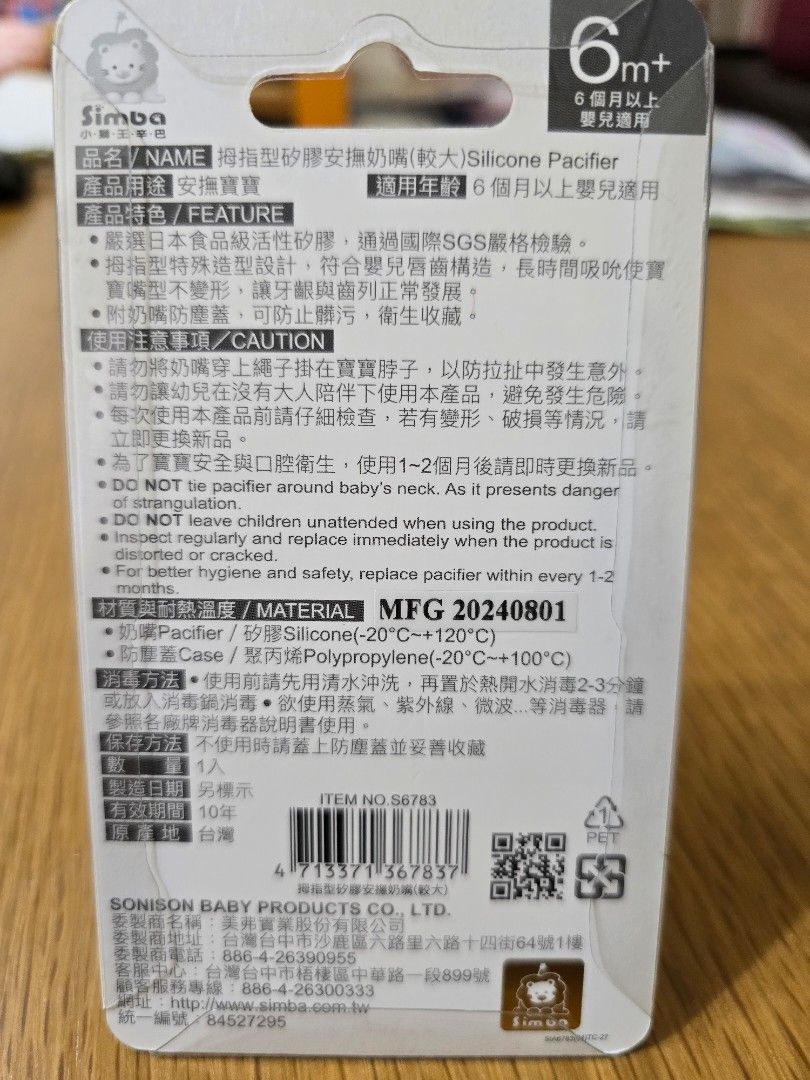 6m+
6個月以上
嬰兒適用
Simba
小·獅·王·辛·巴
品名 / NAME 拇指型矽膠安撫奶嘴(較大)Silicone Pacifier
產品用途 安撫寶寶 適用年齡 6個月以上嬰兒適用
產品特色 / FEATURE
•嚴選日本食品級活性矽膠，通過國際SGS嚴格檢驗。
•拇指型特殊造型設計，符合嬰兒唇齒構造，長時間吸吮使寶
寶嘴型不變形，讓牙齦與齒列正常發展。
•附奶嘴防塵蓋，可防止髒污，衛生收藏。
使用注意事項／CAUTION
•請勿將奶嘴穿上繩子掛在寶寶脖子，以防拉扯中發生意外。
•請勿讓幼兒在沒有大人陪伴下使用本產品，避免發生危險。
•每次使用本產品前請仔細檢查，若有變形、破損等情況，請
立即更換新品。
•為了寶寶安全與口腔衛生，使用1~2個月後請即時更換新品。
•DO NOT tie pacifier around baby's neck. As it presents danger
of strangulation.
•DO NOT leave children unattended when using the product.
•Inspect regularly and replace immediately when the product is
distorted or cracked.
•For better hygiene and safety, replace pacifier within every 1-2
months.
材質與耐熱溫度 / MATERIAL MFG 20240801
•奶嘴Pacifier / 矽膠Silicone(-20°C~+120°C)
•防塵蓋Case / 聚丙烯Polypropylene(-20°C~+100°C)
消毒方法 •使用前請先用清水沖洗，再置於熱開水消毒2-3分鐘
或放入消毒鍋消毒•欲使用蒸氣、紫外線、微波...等消毒器，請
參照各廠牌消毒器說明書使用。
保存方法 不使用時請蓋上防塵蓋並妥善收藏
數量 1入
製造日期 另標示
有效期間 10年
原產地 台灣
ITEM NO.S6783
4 713371 367837
拇指型矽膠安撫奶嘴(較大)
1
PET
SONISON BABY PRODUCTS CO., LTD.
委製商名稱：美弗實業股份有限公司
委製商地址：台灣台中市沙鹿區六路里六路十四街64號1樓
委製商電話：886-4-26390955
客服中心：台灣台中市梧棲區中華路一段899號
顧客服務專線：886-4-26300333
網址：http://www.simba.com.tw
統一編號：84527295
Simba